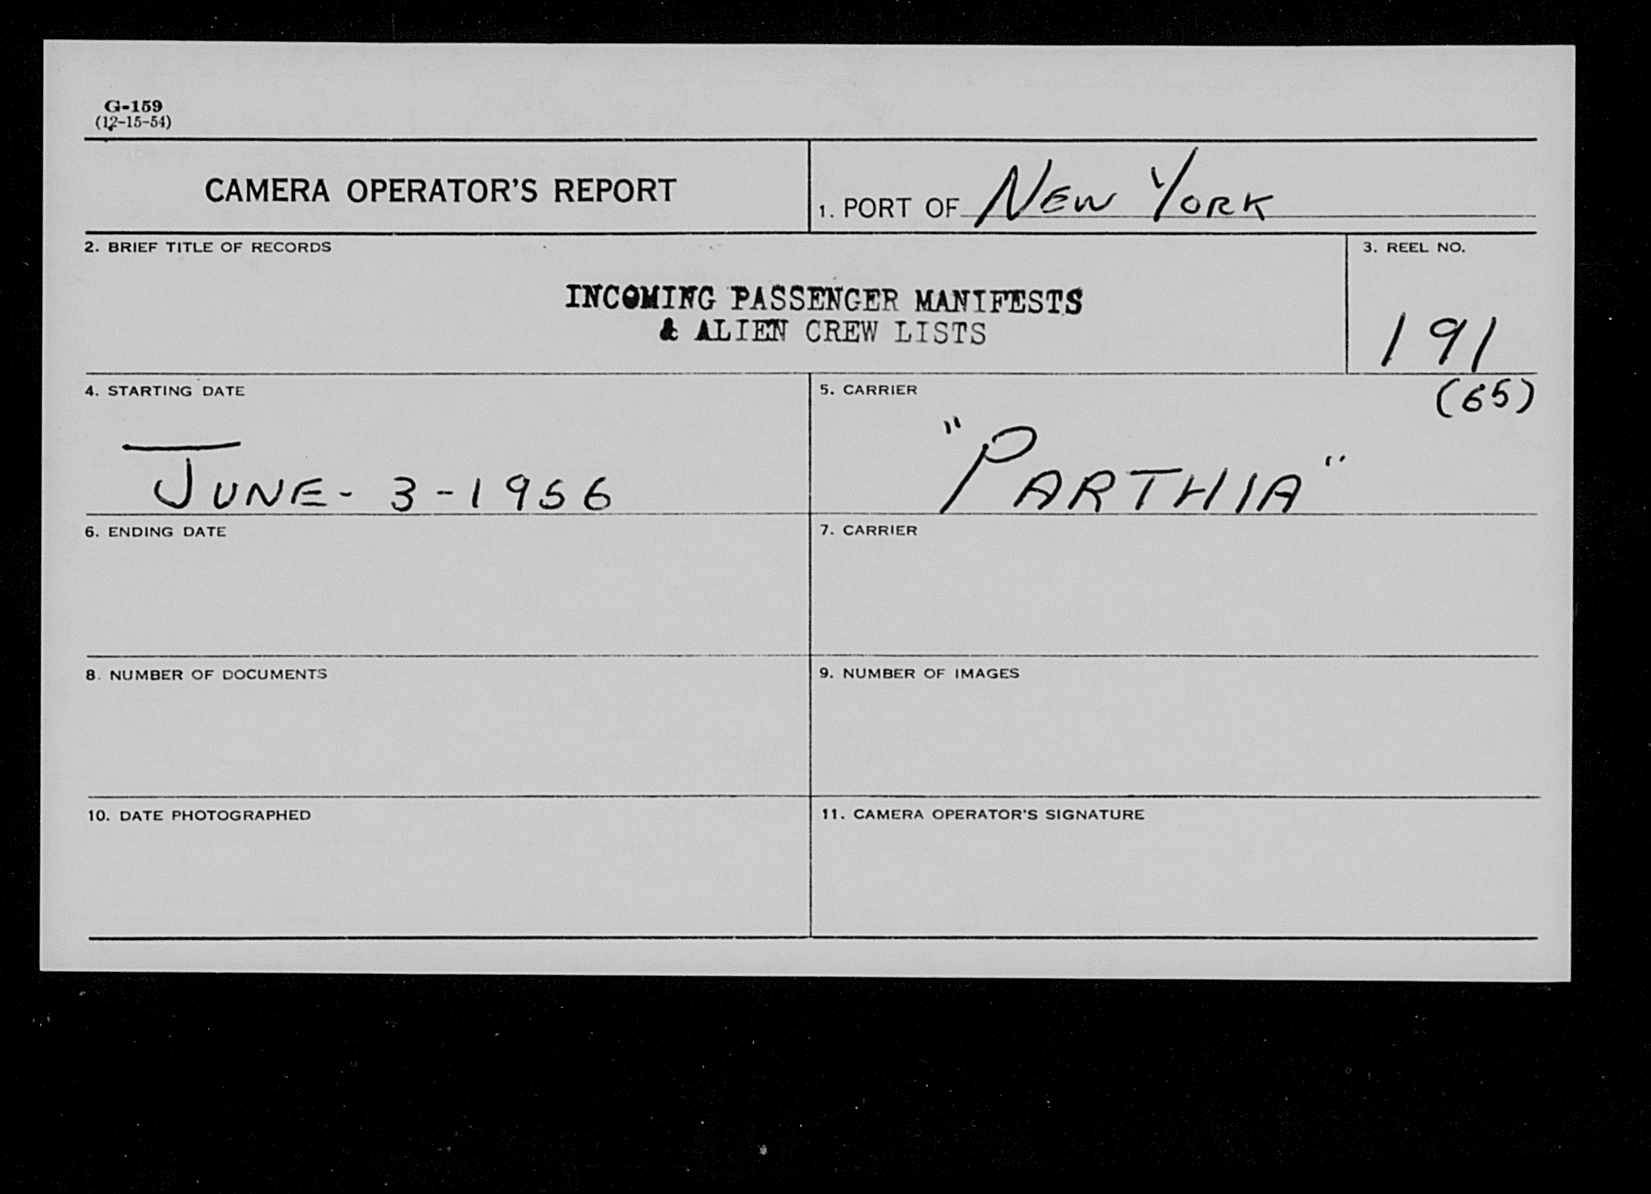 G-159
(12-15-54)
CAMERA OPERATOR'S REPORT
1. PORT OF NEW YORK
2. BRIEF TITLE OF RECORDS
3. REEL NO.
INCOMING PASSENGER MANIFESTS
& ALIEN CREW LISTS
191
(65)
4. STARTING DATE
5. CARRIER
JUNE - 3 - 1956
"PARTHIA"
6. ENDING DATE
7. CARRIER
8. NUMBER OF DOCUMENTS
9. NUMBER OF IMAGES
10. DATE PHOTOGRAPHED
11. CAMERA OPERATOR'S SIGNATURE